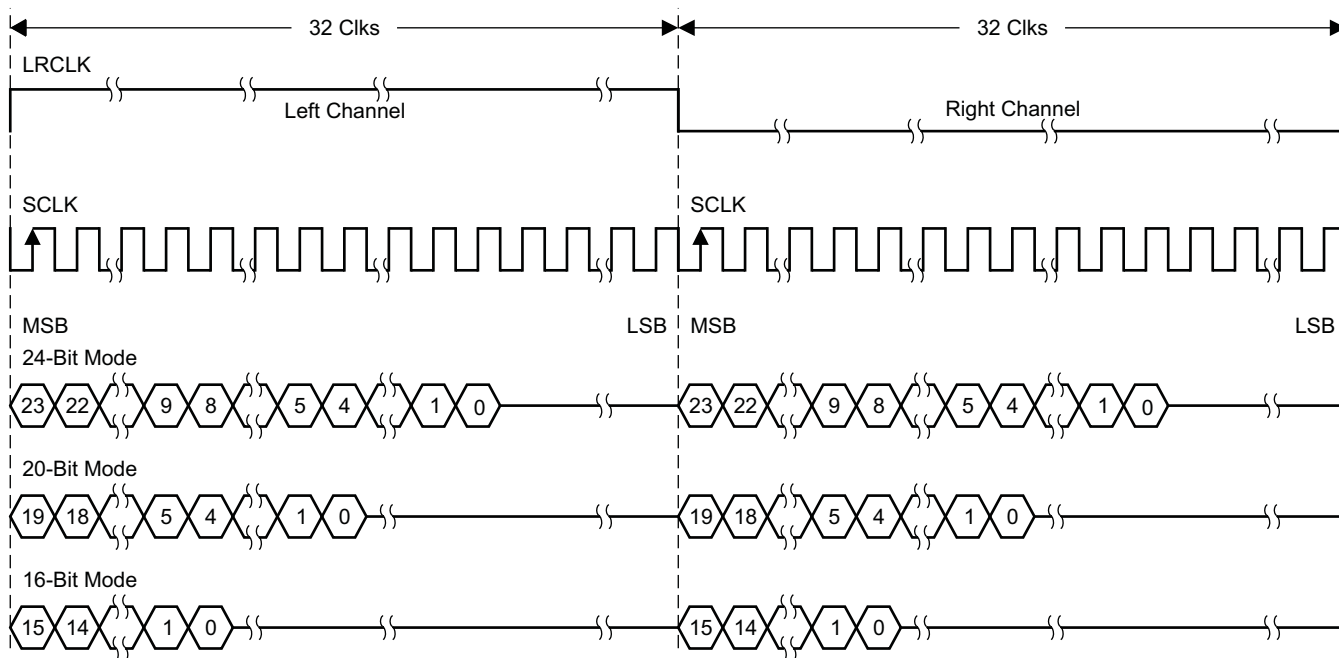 32 Clks 32 Clks
LRCLK
Left Channel Right Channel
SCLK SCLK
MSB LSB MSB LSB
24-Bit Mode
23 22 9 8 5 4 1 0 23 22 9 8 5 4 1 0
20-Bit Mode
19 18 5 4 1 0 19 18 5 4 1 0
16-Bit Mode
15 14 1 0 15 14 1 0